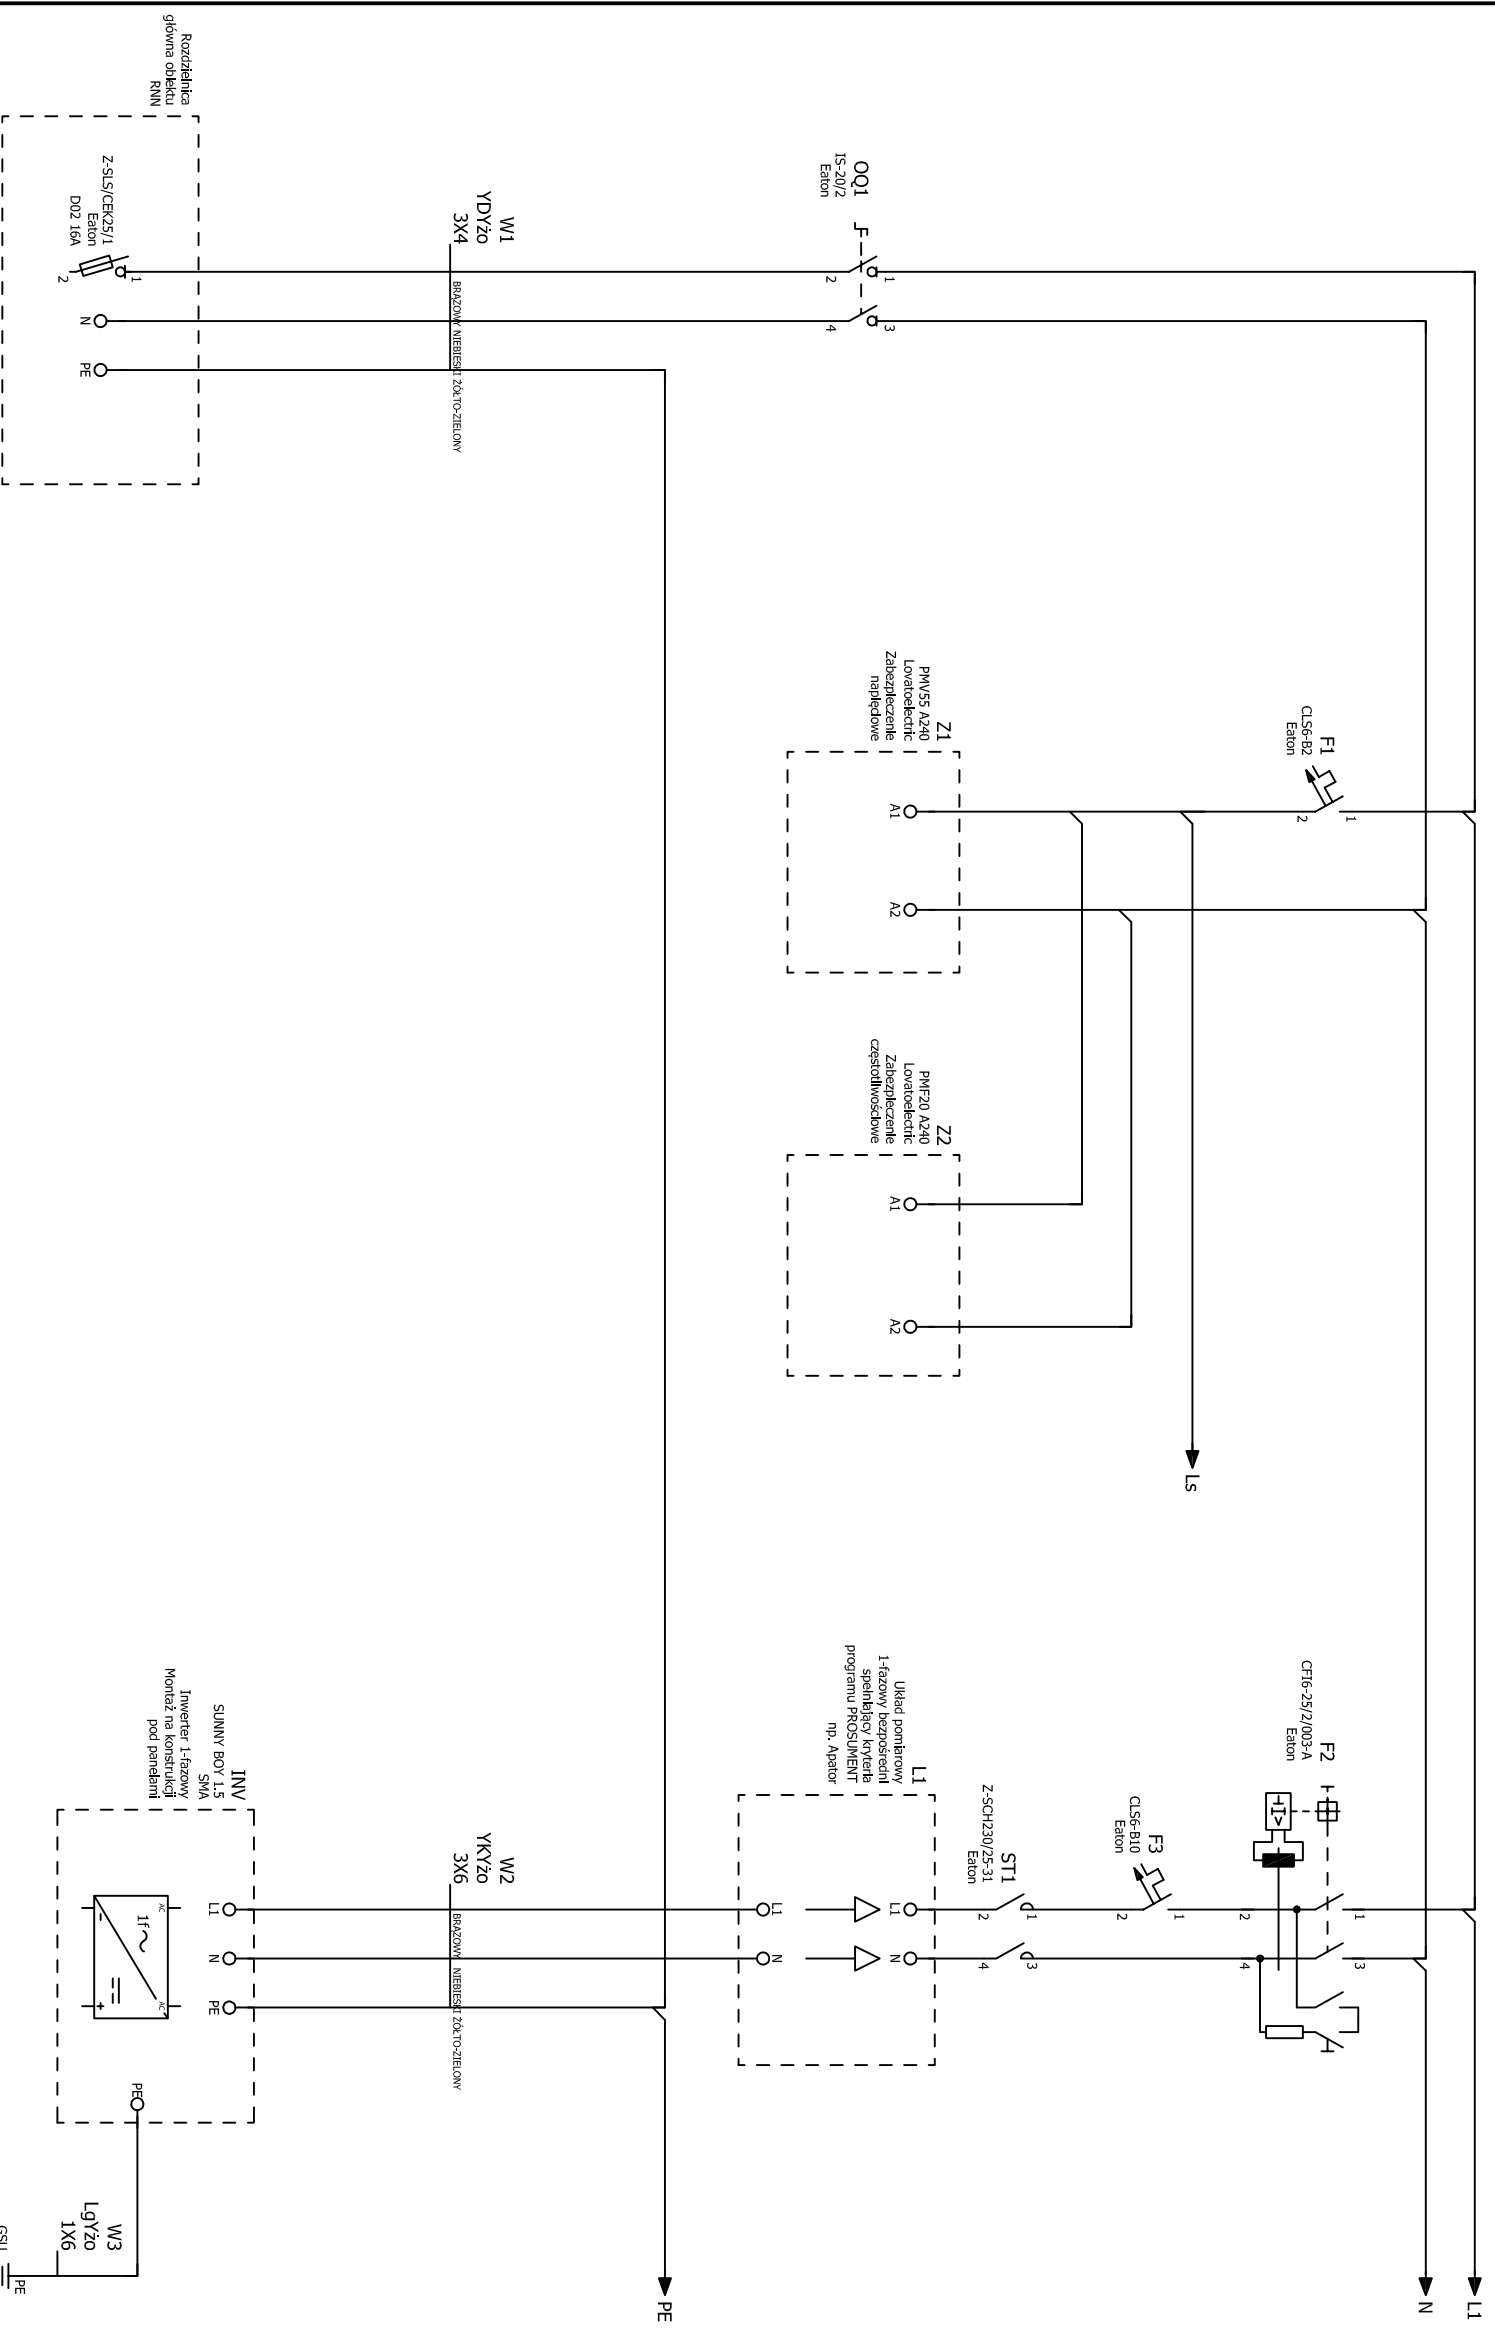 Rozdzielnica
główna obiektu
RNN
Z-SLS/CEK25/1
Eaton
D02 16A
1
2
N
PE
W1
YDYżo
3X4
BRĄZOWY
NIEBIESKI
ŻÓŁTO-ZIELONY
OQ1
IS-20/2
Eaton
1
2
3
4
Z1
PMV55 A240
Lovatoelectric
Zabezpieczenie
napięciowe
A1
A2
F1
CLS6-B2
Eaton
1
2
Z2
PMF20 A240
Lovatoelectric
Zabezpieczenie
częstotliwościowe
A1
A2
Ls
F2
CFI6-25/2/003-A
Eaton
I>
1
3
2
4
F3
CLS6-B10
Eaton
1
2
ST1
Z-SCH230/25-31
Eaton
1
3
2
4
L1
Układ pomiarowy
1-fazowy bezpośredni
spełniający kryteria
programu PROSUMENT
np. Apator
L1
N
L1
N
W2
YKYżo
3X6
BRĄZOWY
NIEBIESKI
ŻÓŁTO-ZIELONY
INV
SUNNY BOY 1.5
SMA
Inwerter 1-fazowy
Montaż na konstrukcji
pod panelami
L1
N
PE
AC
AC
1f
-
+
PE
W3
LgYżo
1X6
GSU
PE
L1
N
PE